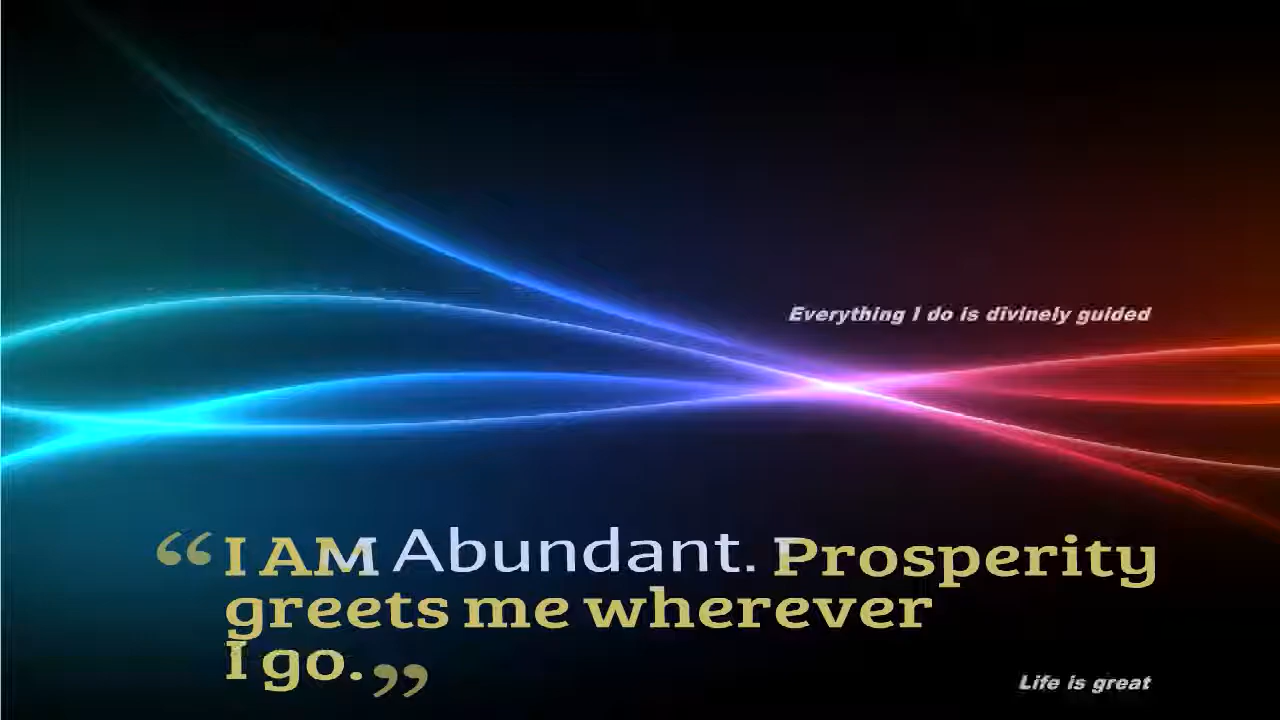 Everything I do is divinely guided
“I AM Abundant. Prosperity
greets me wherever
I go.”
Life is great